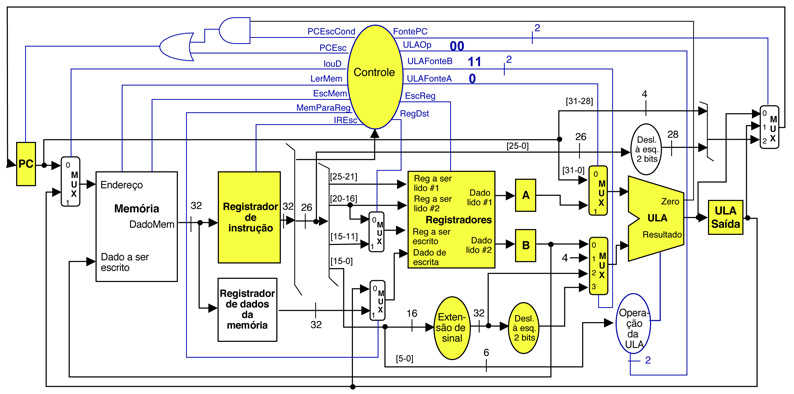 PCEscCond
PCEsc
IouD
LerMem
EscMem
MemParaReg
IREsc
Controle
FontePC
ULAOp
00
ULAFonteB
11
ULAFonteA
0
EscReg
RegDst
2
2
PC
0
M
U
X
1
Endereço
Memória
DadoMem
Dado a ser
escrito
32
Registrador
de
instrução
32
26
Registrador
de dados
da
memória
32
[25-21]
[20-16]
[15-11]
[15-0]
[25-0]
0
M
U
X
1
0
M
U
X
1
Reg a ser
lido #1
Reg a ser
lido #2
Registradores
Reg a ser
escrito
Dado de
escrita
Dado
lido #1
Dado
lido #2
A
B
[31-28]
4
26
Desl.
à esq.
2 bits
28
[31-0]
0
M
U
X
1
4
0
1
2
3
M
U
X
Zero
ULA
Resultado
ULA
Saída
0
1
2
M
U
X
16
Extensão
de
sinal
32
Desl.
à esq.
2 bits
Opera-
ção da
ULA
[5-0]
6
2